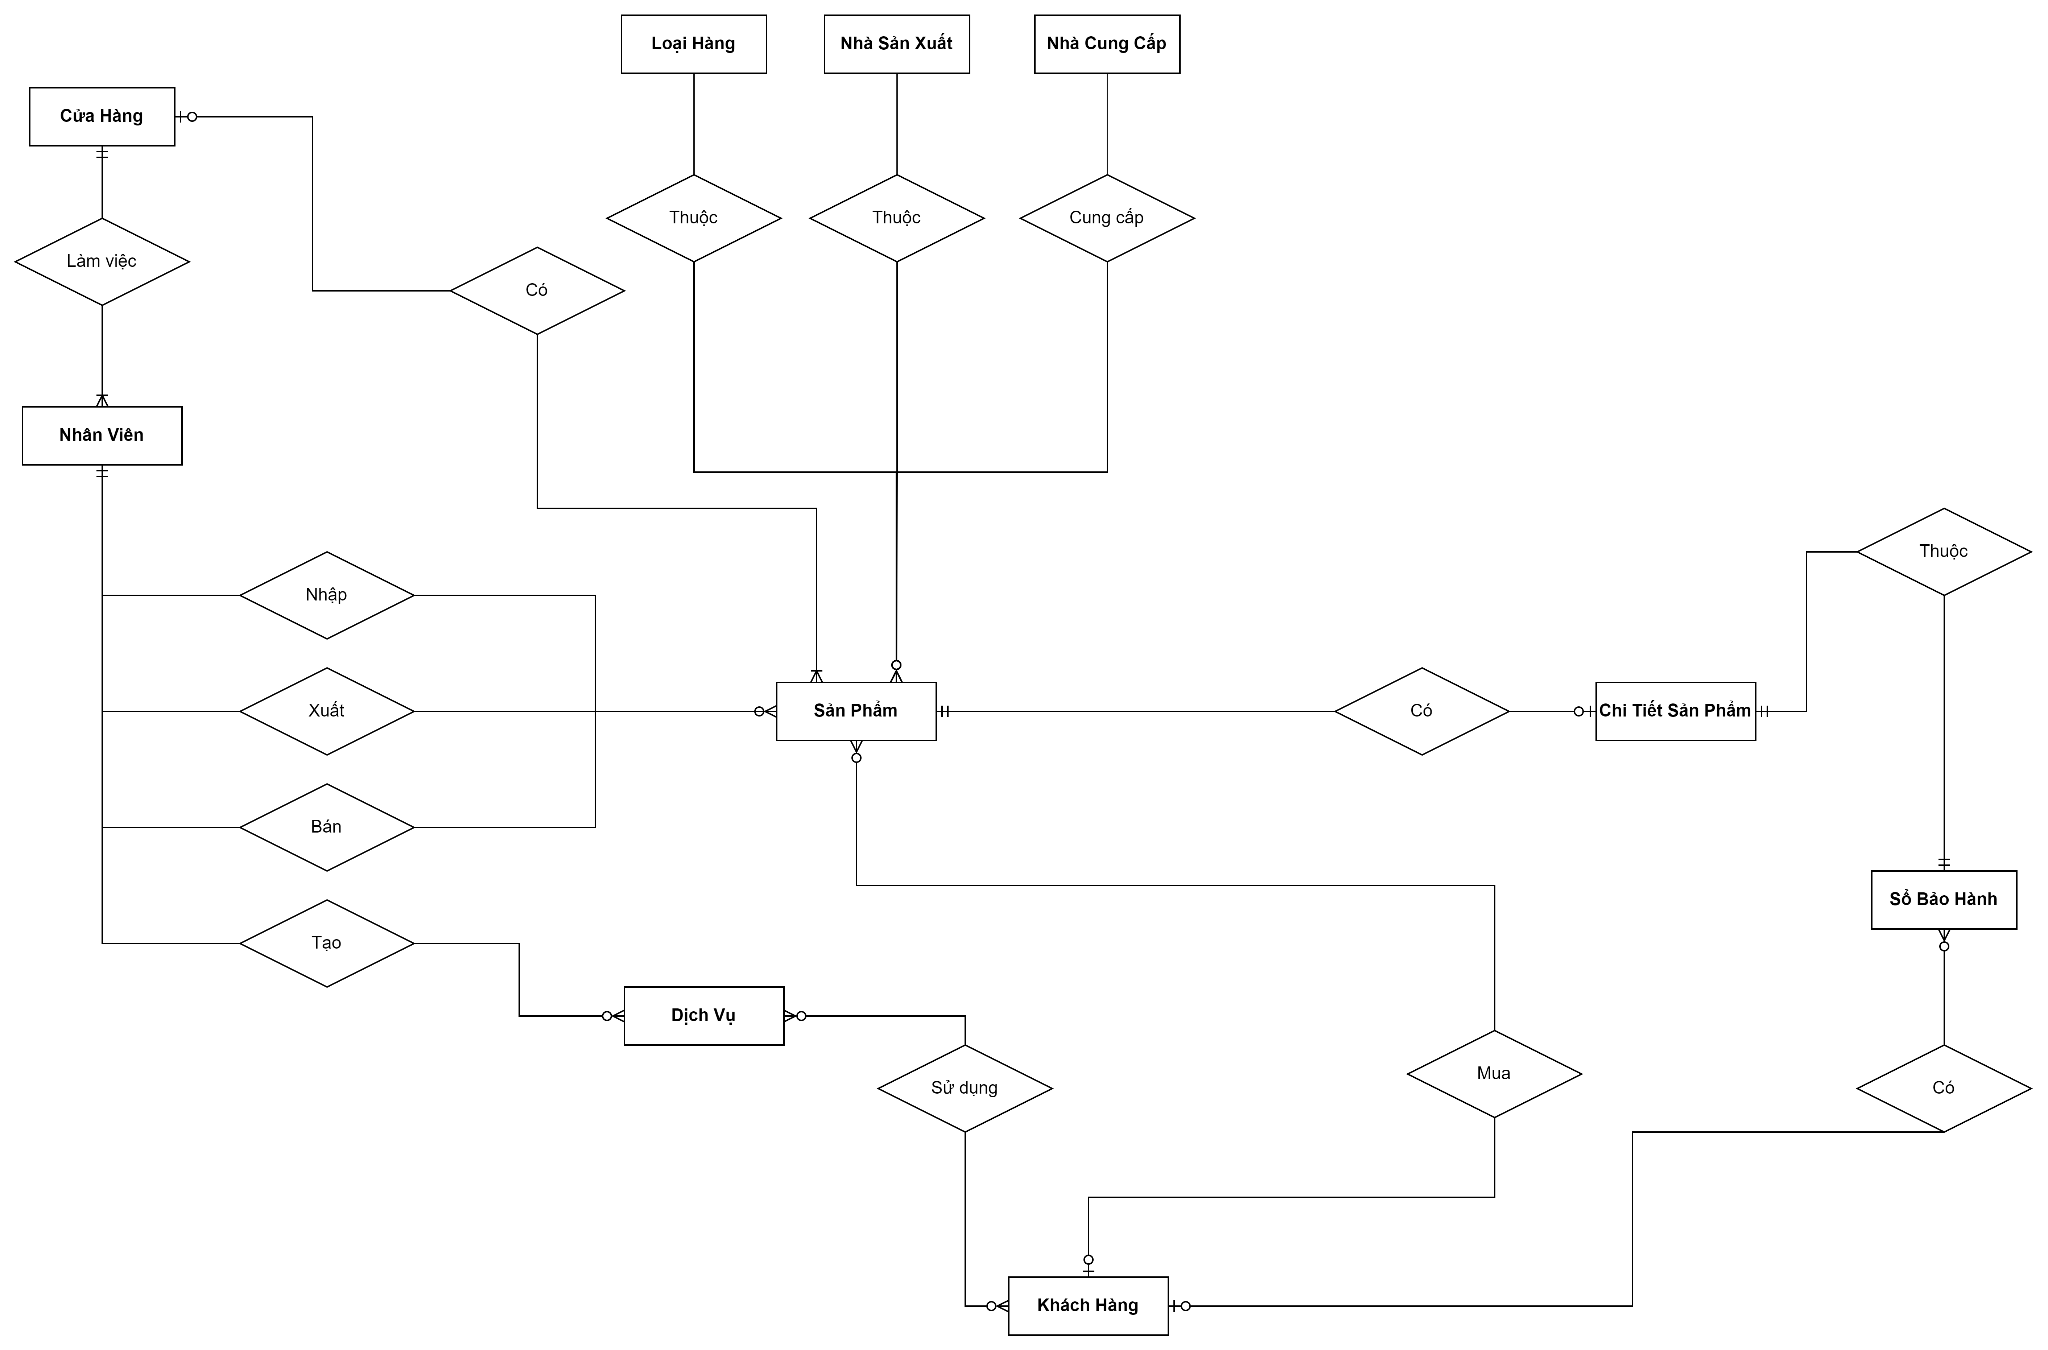 Loại Hàng
Nhà Sản Xuất
Nhà Cung Cấp
Cửa Hàng
Thuộc
Thuộc
Cung cấp
Làm việc
Có
Nhân Viên
Thuộc
Nhập
Xuất
Sản Phẩm
Có
Chi Tiết Sản Phẩm
Bán
Sổ Bảo Hành
Tạo
Dịch Vụ
Sử dụng
Mua
Có
Khách Hàng